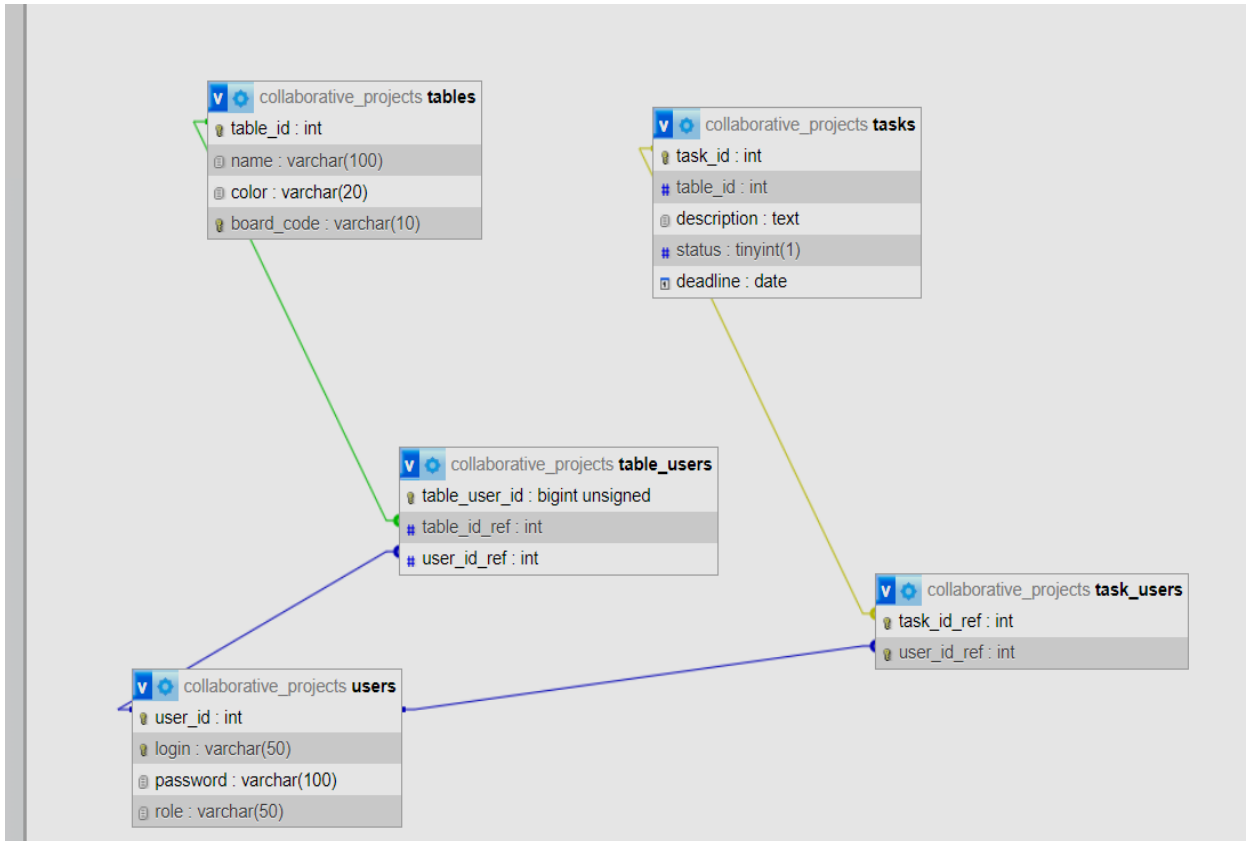 collaborative_projects tables
table_id : int
name : varchar(100)
color : varchar(20)
board_code : varchar(10)
collaborative_projects tasks
task_id : int
table_id : int
description : text
status : tinyint(1)
deadline : date
collaborative_projects table_users
table_user_id : bigint unsigned
table_id_ref : int
user_id_ref : int
collaborative_projects task_users
task_id_ref : int
user_id_ref : int
collaborative_projects users
user_id : int
login : varchar(50)
password : varchar(100)
role : varchar(50)